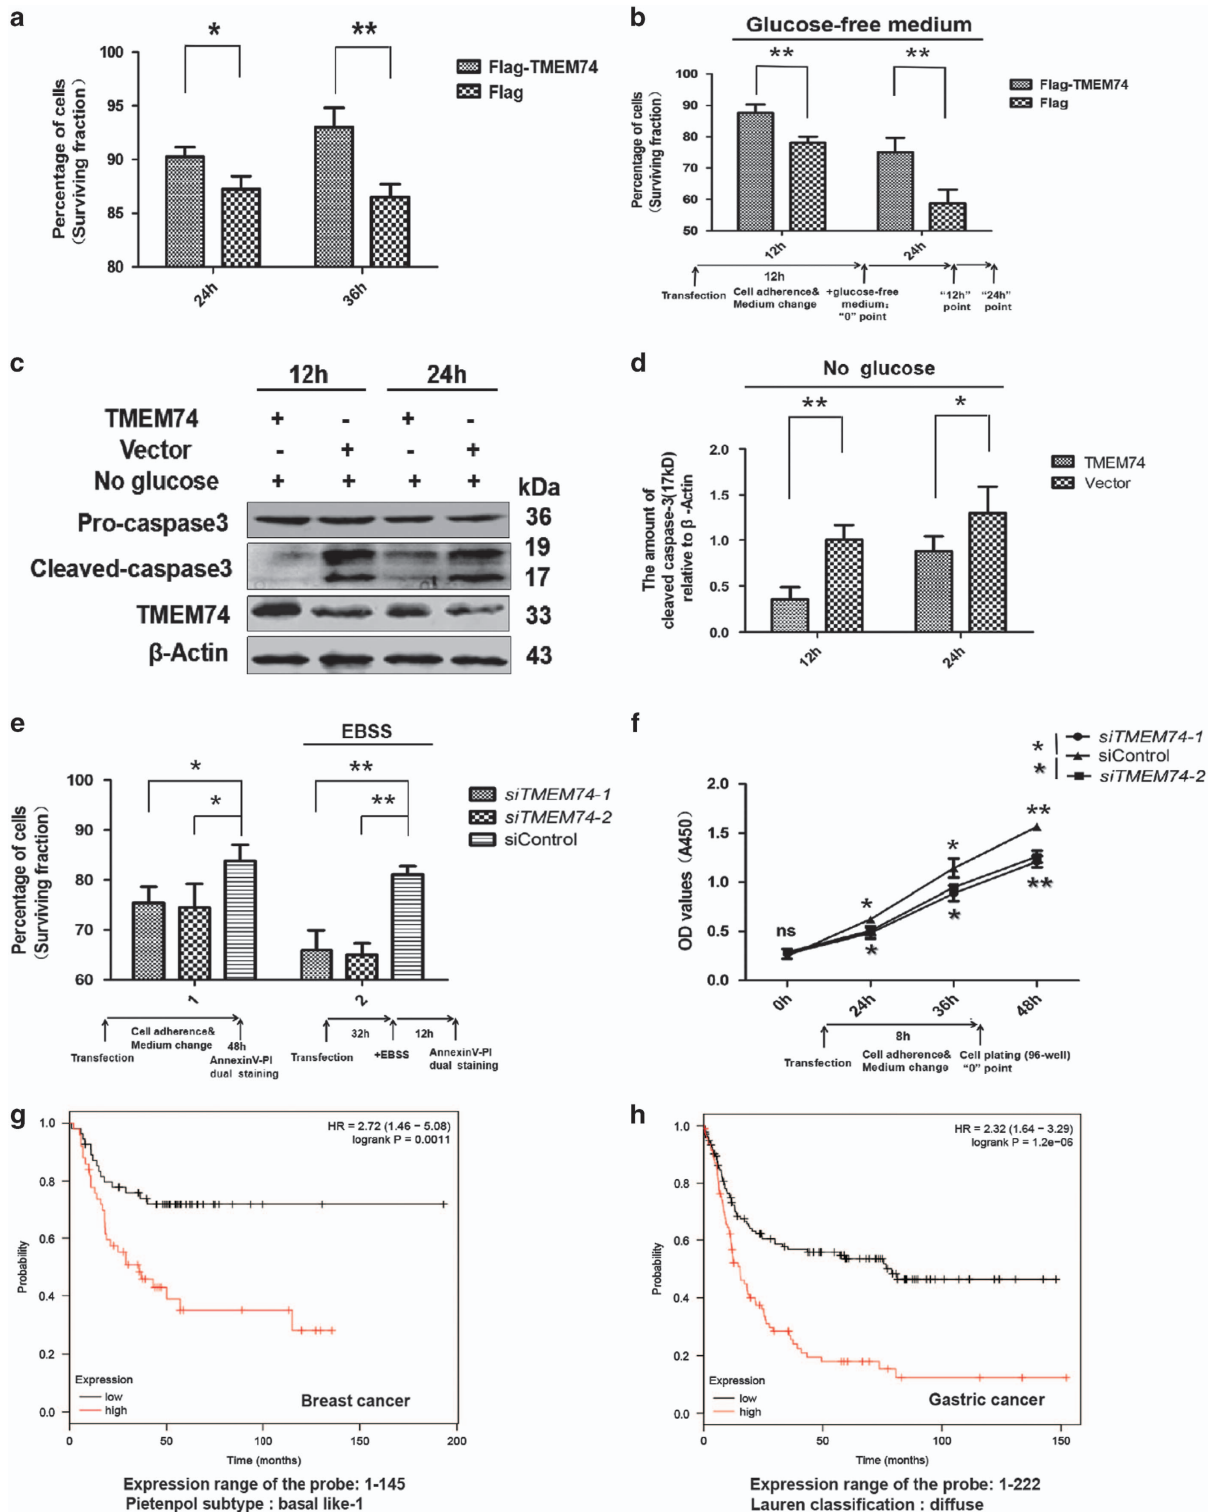 a
*
**
100
95
90
85
80
Percentage of cells
(Surviving fraction)
24h
36h
Flag-TMEM74
Flag
b
Glucose-free medium
**
**
100
90
80
70
60
50
Percentage of cells
(Surviving fraction)
12h
24h
Flag-TMEM74
Flag
12h
Transfection
Cell adherence&
Medium change
+glucose-free
medium:
"0" point
"12h"
point
"24h"
point
c
12h
24h
TMEM74 + - + -
Vector - + - +
No glucose + + + +
kDa
Pro-caspase3 36
Cleaved-caspase3
19
17
TMEM74 33
β-Actin 43
d
No glucose
**
*
2.0
1.5
1.0
0.5
0.0
The amount of
cleaved caspase-3(17kD)
relative to β -Actin
12h
24h
TMEM74
Vector
e
EBSS
*
*
**
**
100
90
80
70
60
Percentage of cells
(Surviving fraction)
1
2
siTMEM74-1
siTMEM74-2
siControl
Cell adherence&
Medium change
48h
Transfection
AnnexinV-PI
dual staining
32h
12h
Transfection
+EBSS
AnnexinV-PI
dual staining
f
siTMEM74-1
siControl
siTMEM74-2
*
*
2.0
1.5
1.0
0.5
0.0
OD values (A450)
ns
*
*
*
*
**
**
0h
24h
36h
48h
8h
Transfection
Cell adherence&
Medium change
Cell plating (96-well)
"0" point
g
HR = 2.72 (1.46 − 5.08)
logrank P = 0.0011
1.0
0.8
0.6
0.4
0.2
0.0
Probability
Expression
low
high
Breast cancer
0
50
100
150
200
Time (months)
Expression range of the probe: 1-145
Pietenpol subtype : basal like-1
h
HR = 2.32 (1.64 − 3.29)
logrank P = 1.2e−06
1.0
0.8
0.6
0.4
0.2
0.0
Probability
Expression
low
high
Gastric cancer
0
50
100
150
Time (months)
Expression range of the probe: 1-222
Lauren classification : diffuse